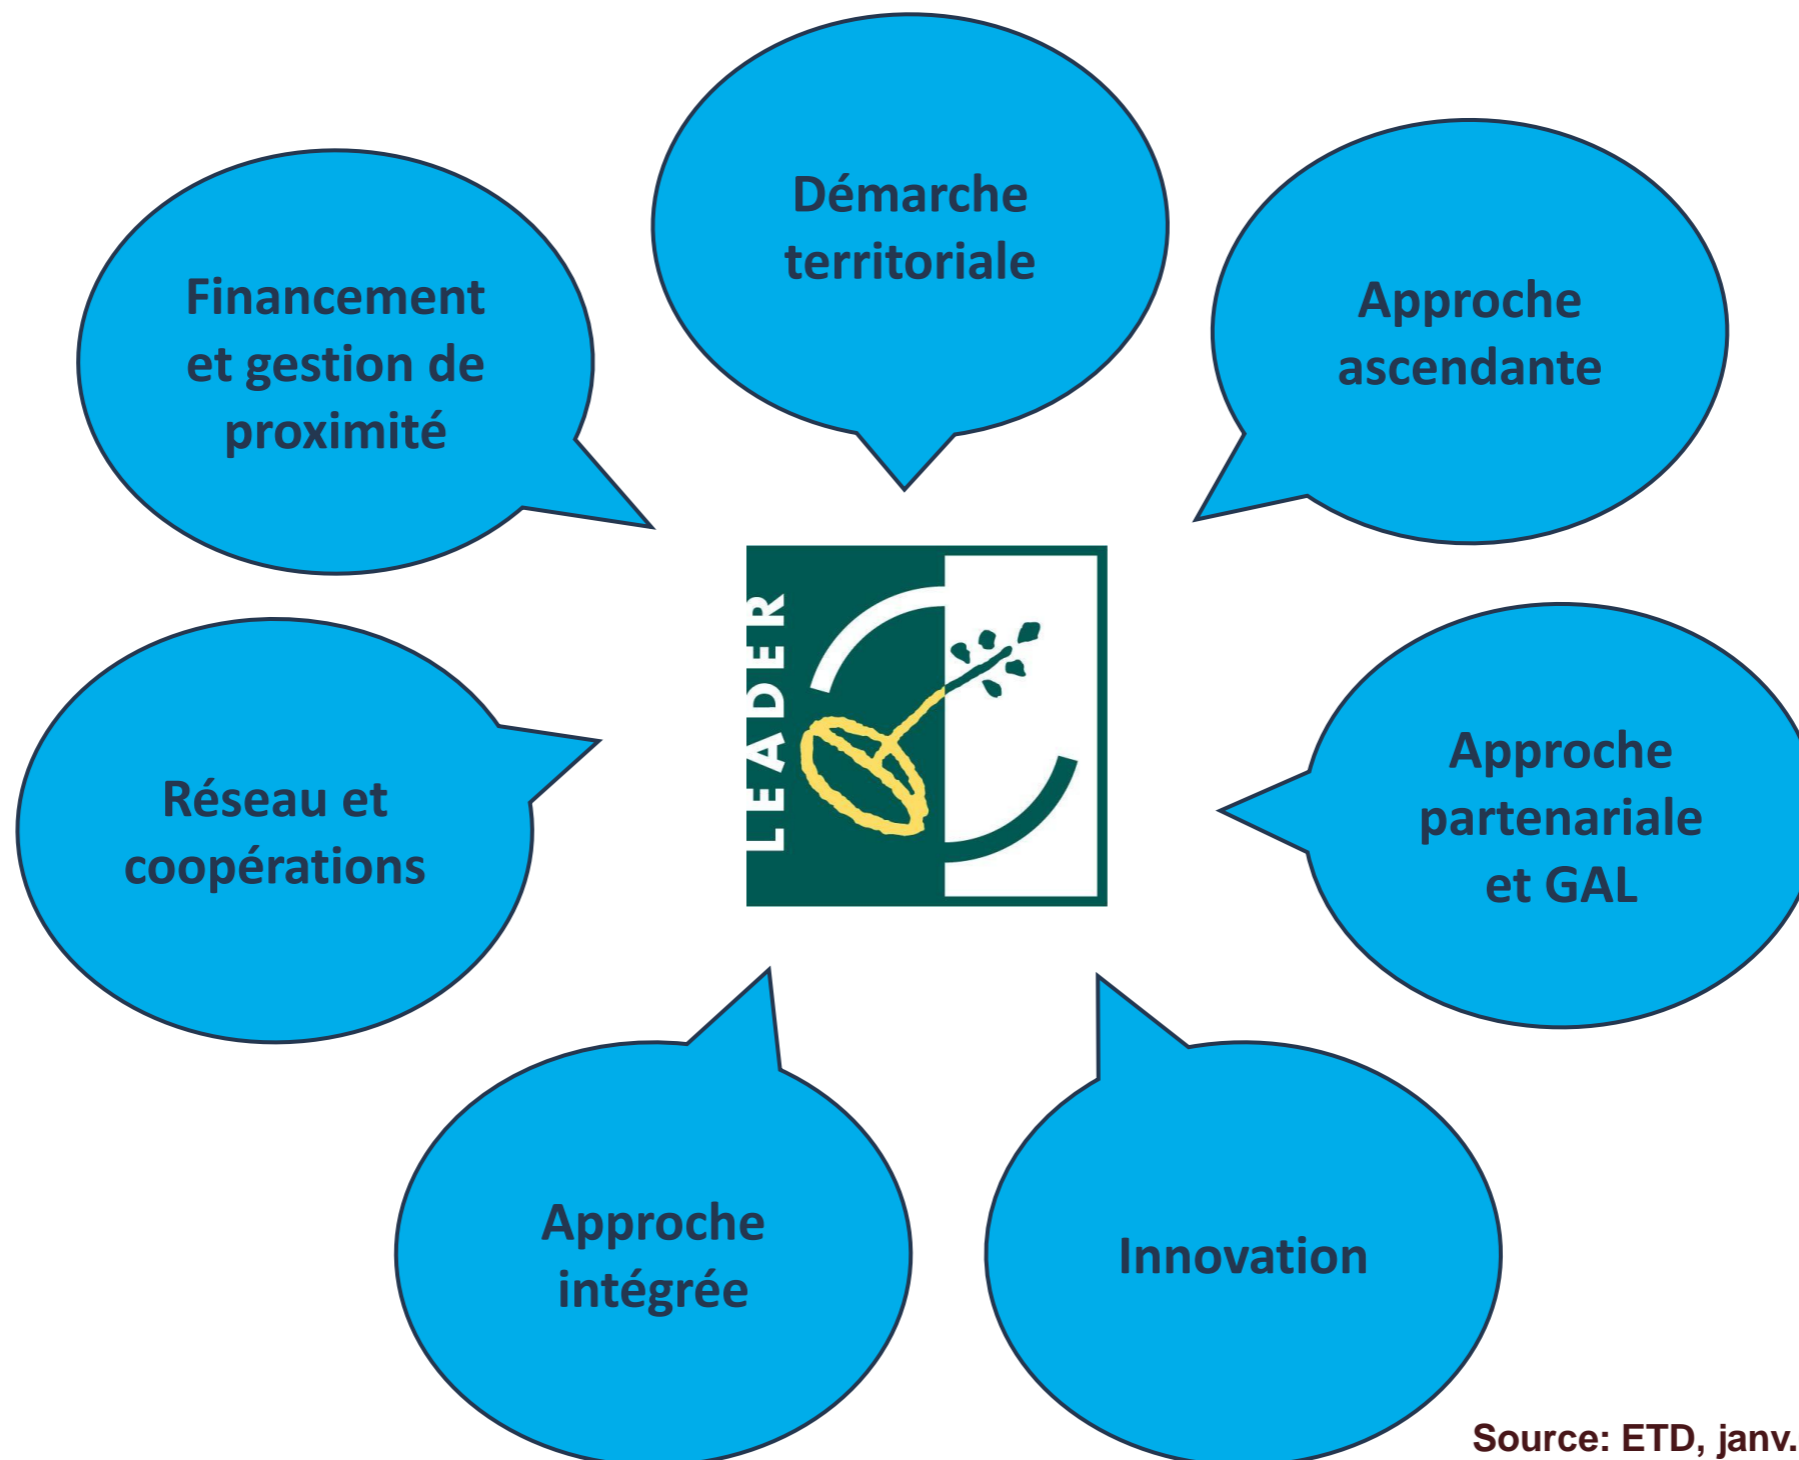 Démarche
territoriale
Financement
et gestion de
proximité
Approche
ascendante
LEADER
Réseau et
coopérations
Approche
partenariale
et GAL
Approche
intégrée
Innovation
Source: ETD, janv.